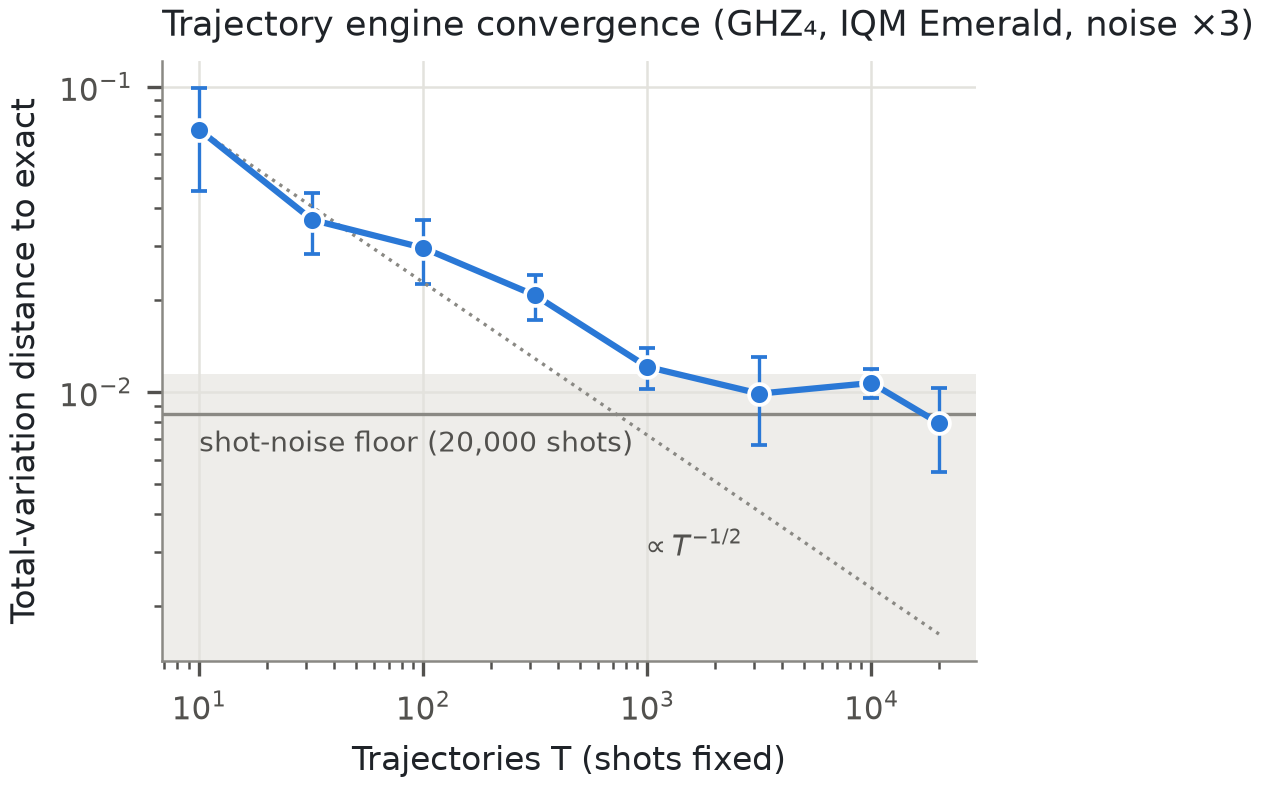 Trajectory engine convergence (GHZ₄, IQM Emerald, noise ×3)
Total-variation distance to exact
10⁻¹
10⁻²
shot-noise floor (20,000 shots)
∝ T⁻¹/²
10¹ 10² 10³ 10⁴
Trajectories T (shots fixed)